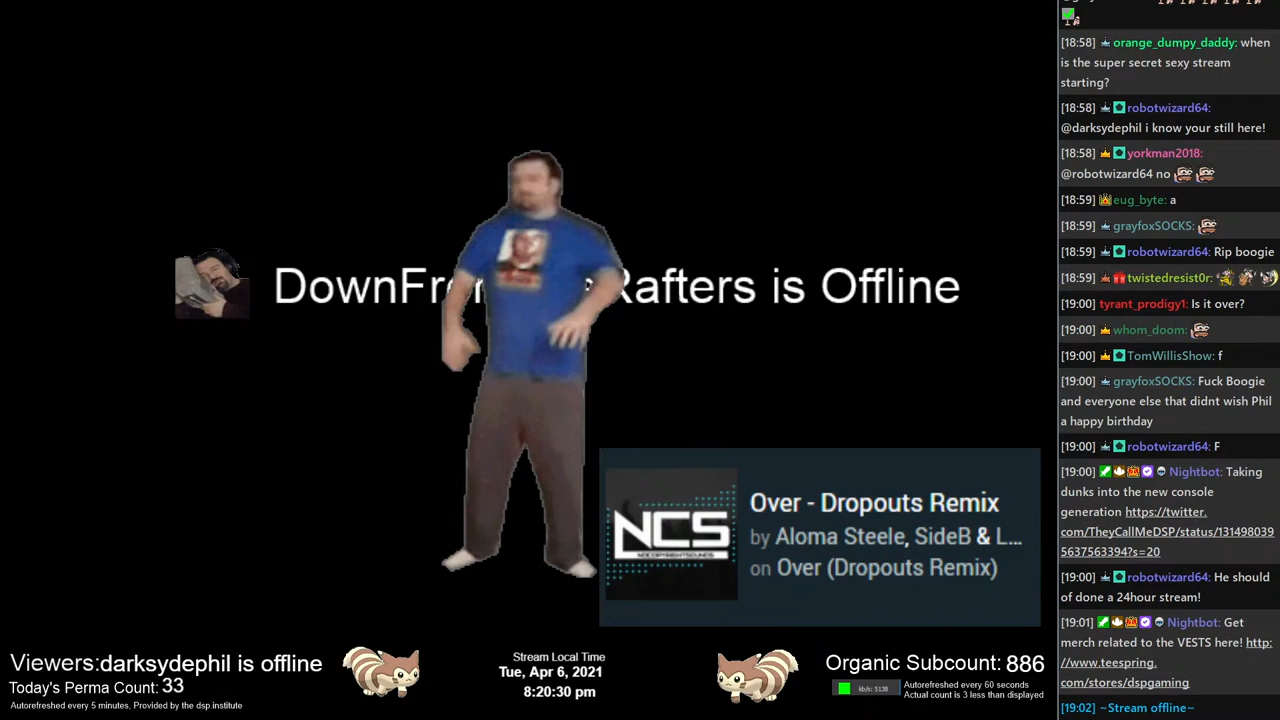 DownFro Rafters is Offline
NCS
NOCOPYRIGHTSOUNDS
Over - Dropouts Remix
by Aloma Steele, SideB & L...
on Over (Dropouts Remix)
Viewers:darksydephil is offline
Today's Perma Count: 33
Autorefreshed every 5 minutes, Provided by the dsp institute
Stream Local Time
Tue, Apr 6, 2021
8:20:30 pm
Organic Subcount: 886
kb/s: 5138
Autorefreshed every 60 seconds
Actual count is 3 less than displayed
[18:58] orange_dumpy_daddy: when
is the super secret sexy stream
starting?
[18:58] robotwizard64:
@darksydephil i know your still here!
[18:58] yorkman2018:
@robotwizard64 no
[18:59] eug_byte: a
[18:59] grayfoxSOCKS:
[18:59] robotwizard64: Rip boogie
[18:59] twistedresist0r:
[19:00] tyrant_prodigy1: Is it over?
[19:00] whom_doom:
[19:00] TomWillisShow: f
[19:00] grayfoxSOCKS: Fuck Boogie
and everyone else that didnt wish Phil
a happy birthday
[19:00] robotwizard64: F
[19:00] Nightbot: Taking
dunks into the new console
generation https://twitter.
com/TheyCallMeDSP/status/131498039
5637563394?s=20
[19:00] robotwizard64: He should
of done a 24hour stream!
[19:01] Nightbot: Get
merch related to the VESTS here! http:
//www.teespring.
com/stores/dspgaming
[19:02] ~Stream offline~